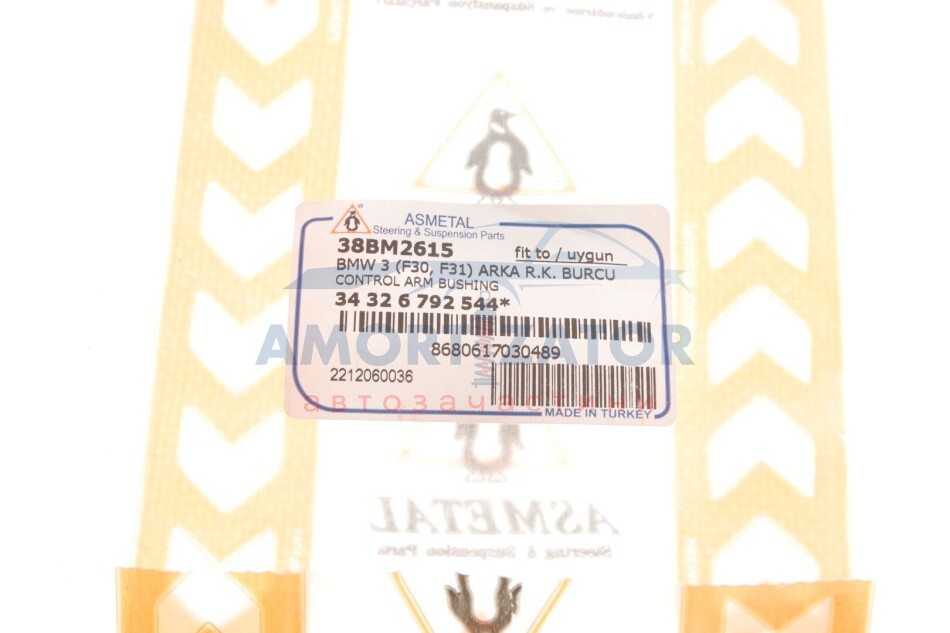 ASMETAL
Steering & Suspension Parts
38BM2615 fit to / uygun
BMW 3 (F30, F31) ARKA R.K. BURCU
CONTROL ARM BUSHING
34 32 6 792 544*
AMORTIZATOR
8680617030489
2212060036
автозачастини
MADE IN TURKEY
ASMETAL
Steering & Suspension Parts